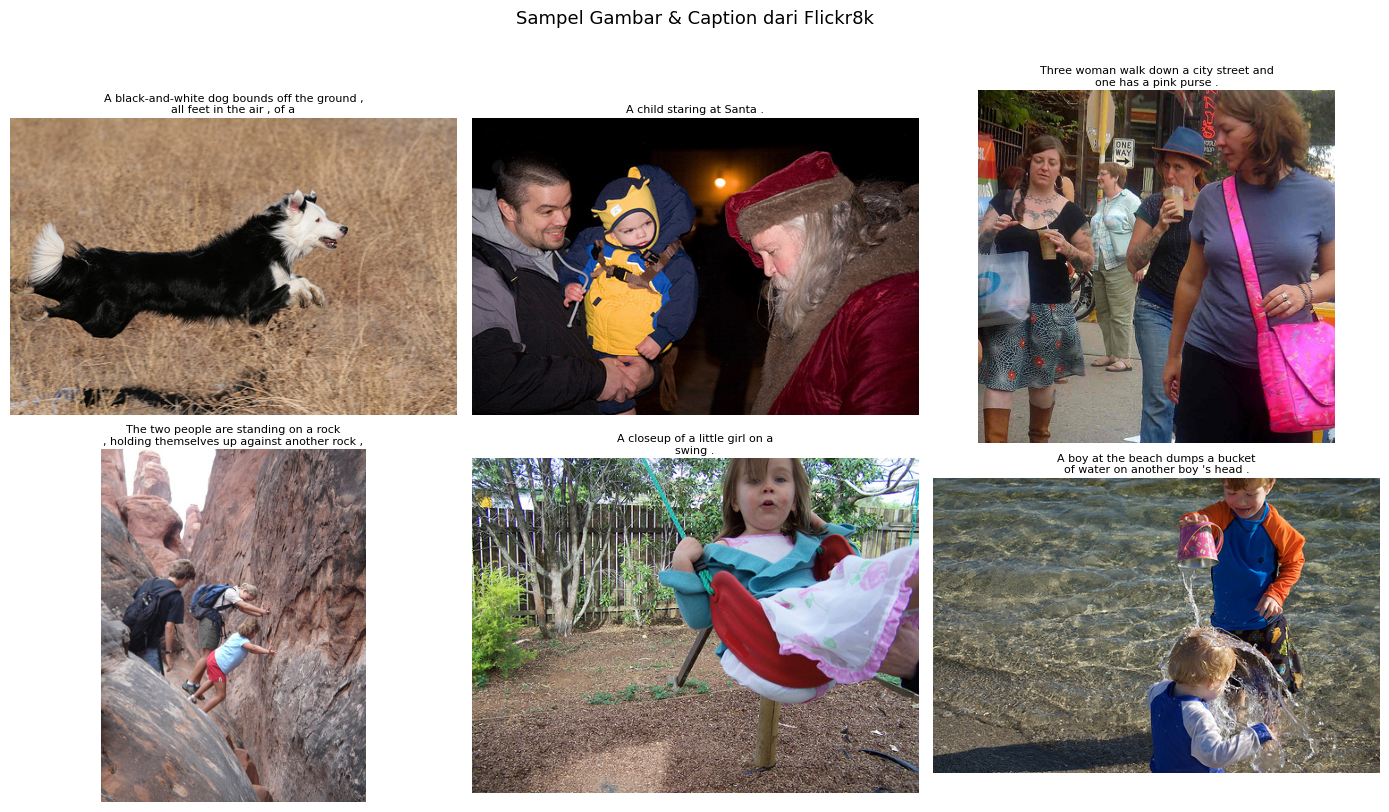 Sampel Gambar & Caption dari Flickr8k
A black-and-white dog bounds off the ground ,
all feet in the air , of a
A child staring at Santa .
Three woman walk down a city street and
one has a pink purse .
ONE
WAY
The two people are standing on a rock
, holding themselves up against another rock ,
A closeup of a little girl on a
swing .
A boy at the beach dumps a bucket
of water on another boy 's head .